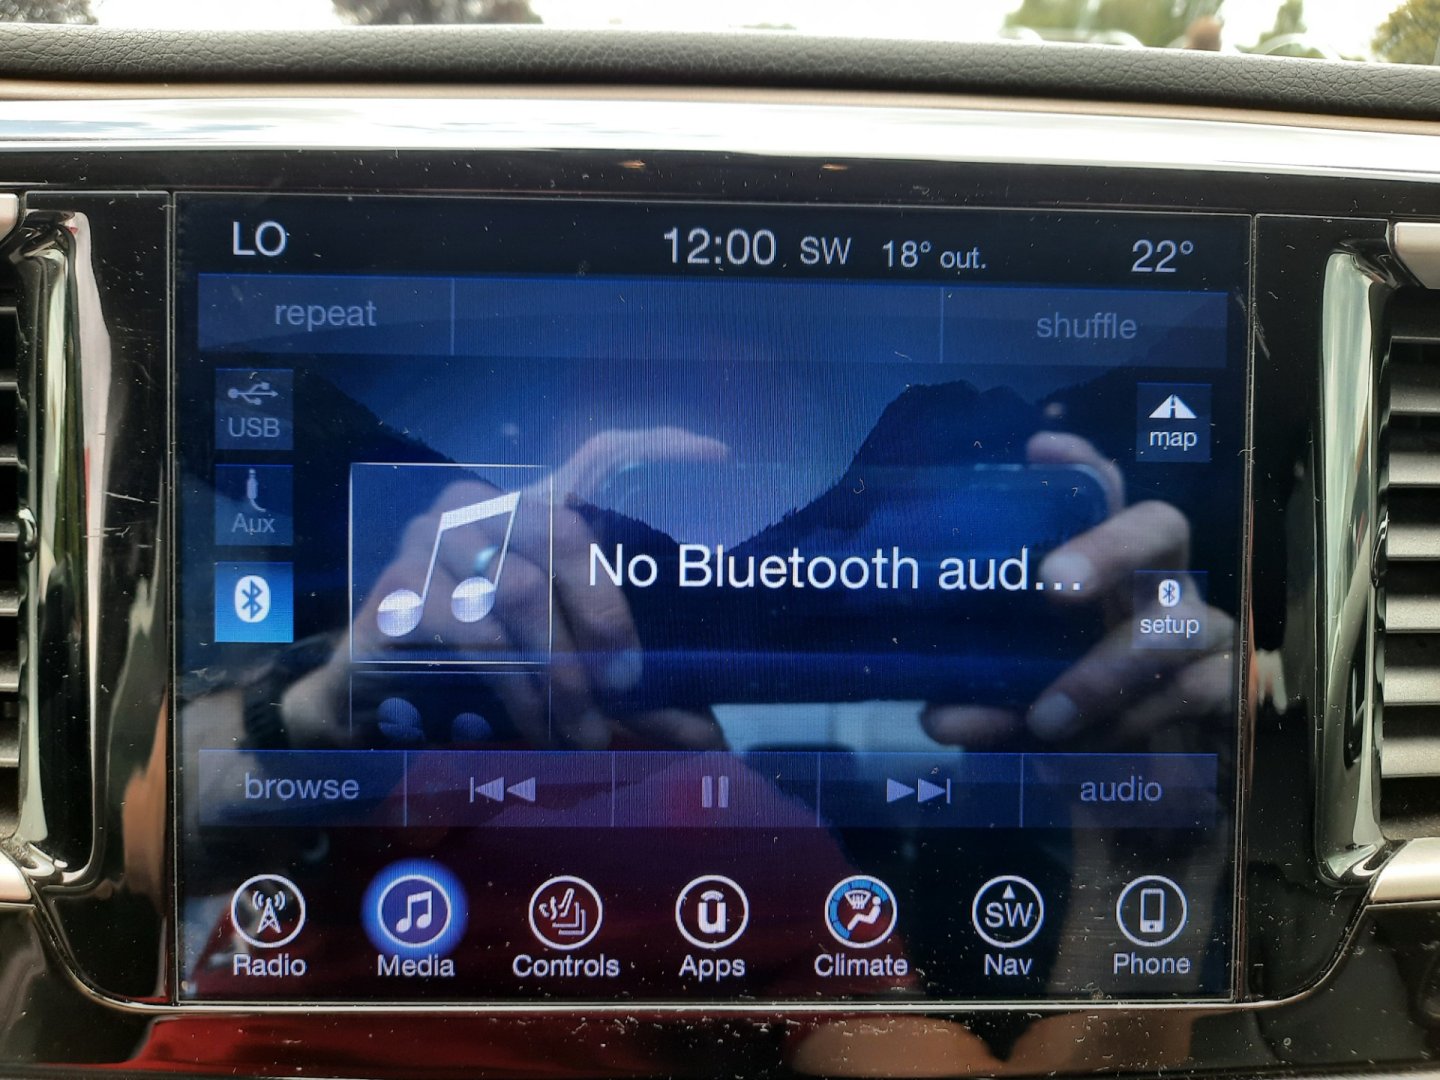 LO 12:00 SW 18° out. 22°
repeat shuffle
USB
map
Aux
No Bluetooth aud...
setup
browse audio
SW
Radio Media Controls Apps Climate Nav Phone